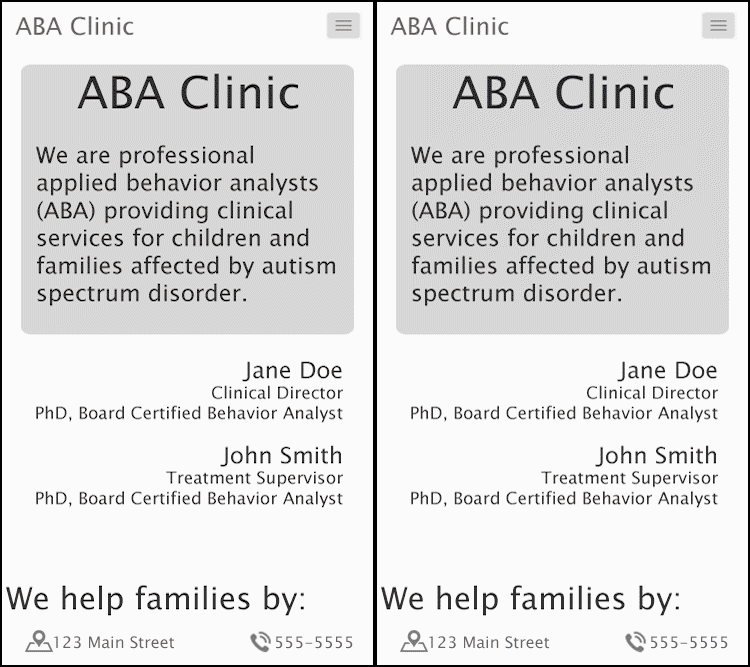 ABA Clinic
ABA Clinic
We are professional
applied behavior analysts
(ABA) providing clinical
services for children and
families affected by autism
spectrum disorder.
Jane Doe
Clinical Director
PhD, Board Certified Behavior Analyst
John Smith
Treatment Supervisor
PhD, Board Certified Behavior Analyst
We help families by:
123 Main Street
555-5555
ABA Clinic
ABA Clinic
We are professional
applied behavior analysts
(ABA) providing clinical
services for children and
families affected by autism
spectrum disorder.
Jane Doe
Clinical Director
PhD, Board Certified Behavior Analyst
John Smith
Treatment Supervisor
PhD, Board Certified Behavior Analyst
We help families by:
123 Main Street
555-5555